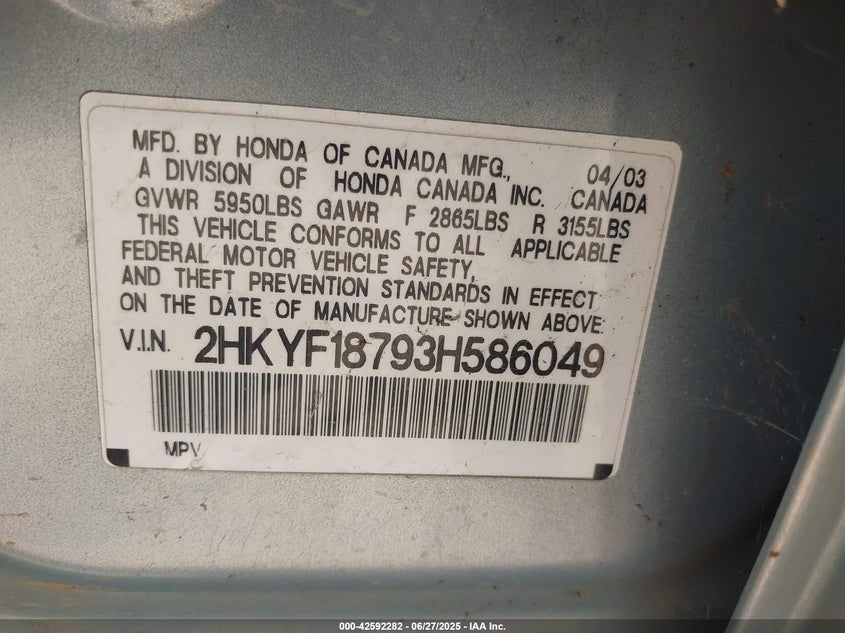 MFD. BY HONDA OF CANADA MFG., 04/03
A DIVISION OF HONDA CANADA INC. CANADA
GVWR 5950LBS GAWR F 2865LBS R 3155LBS
THIS VEHICLE CONFORMS TO ALL APPLICABLE
FEDERAL MOTOR VEHICLE SAFETY,
AND THEFT PREVENTION STANDARDS IN EFFECT
ON THE DATE OF MANUFACTURE SHOWN ABOVE.
V.I.N. 2HKYF18793H586049
MPV
000-42592282 - 06/27/2025 - IAA Inc.